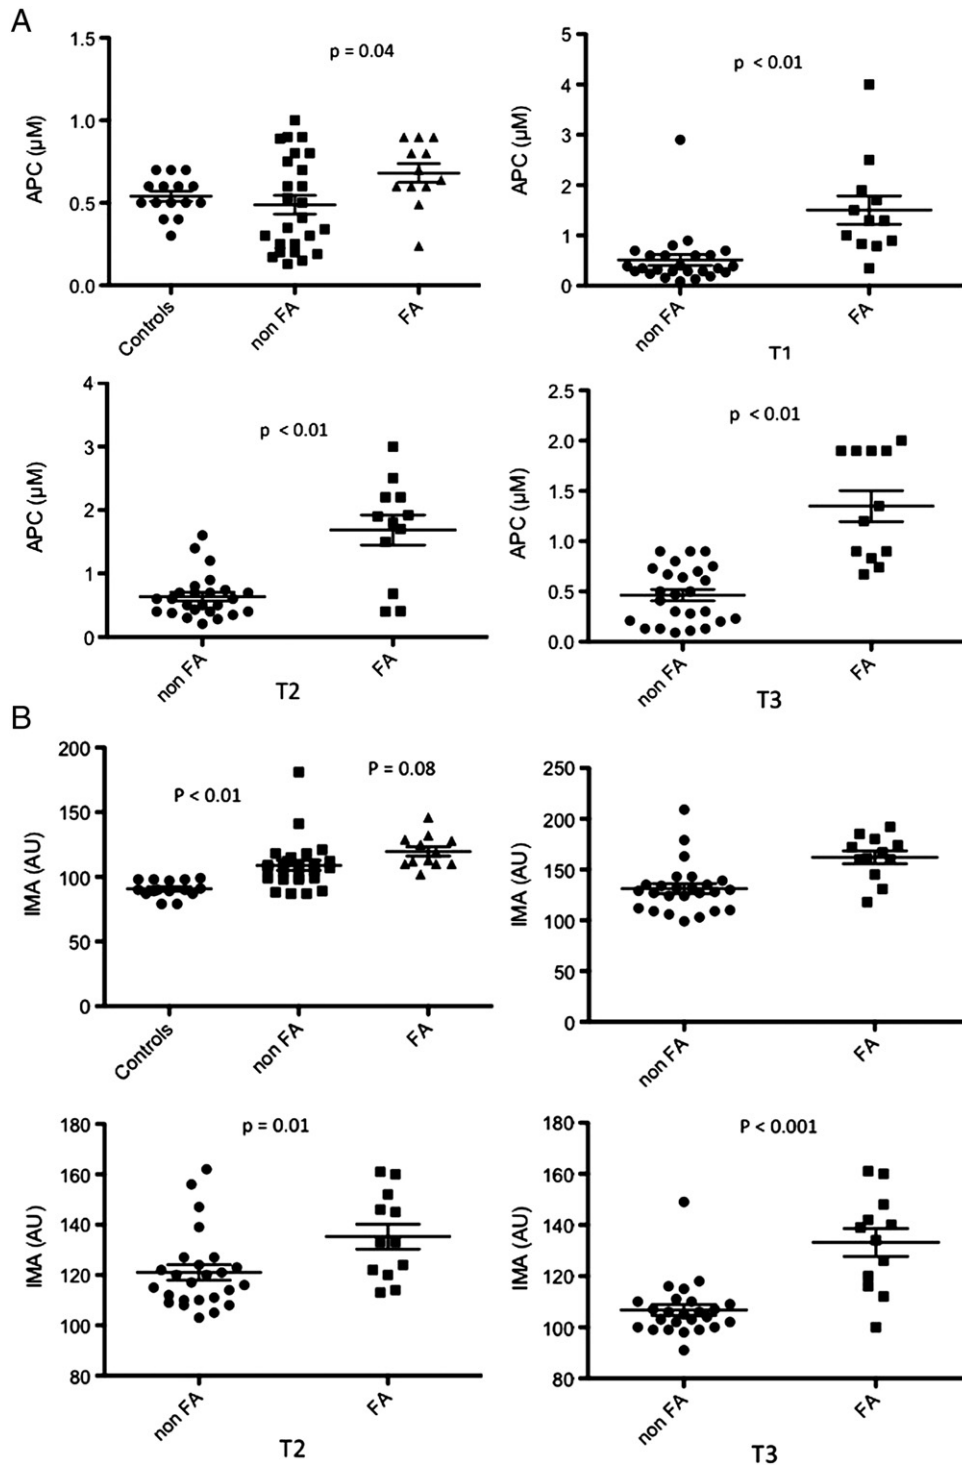 A
1.5
1.0
0.5
0.0
APC (µM)
p = 0.04
Controls
non FA
FA
5
4
3
2
1
0
APC (µM)
p < 0.01
non FA
FA
T1
4
3
2
1
0
APC (µM)
p < 0.01
non FA
FA
T2
2.5
2.0
1.5
1.0
0.5
0.0
APC (µM)
p < 0.01
non FA
FA
T3
B
200
150
100
50
0
IMA (AU)
P < 0.01
P = 0.08
Controls
non FA
FA
250
200
150
100
50
0
IMA (AU)
non FA
FA
180
160
140
120
100
80
IMA (AU)
p = 0.01
non FA
FA
T2
180
160
140
120
100
80
IMA (AU)
P < 0.001
non FA
FA
T3